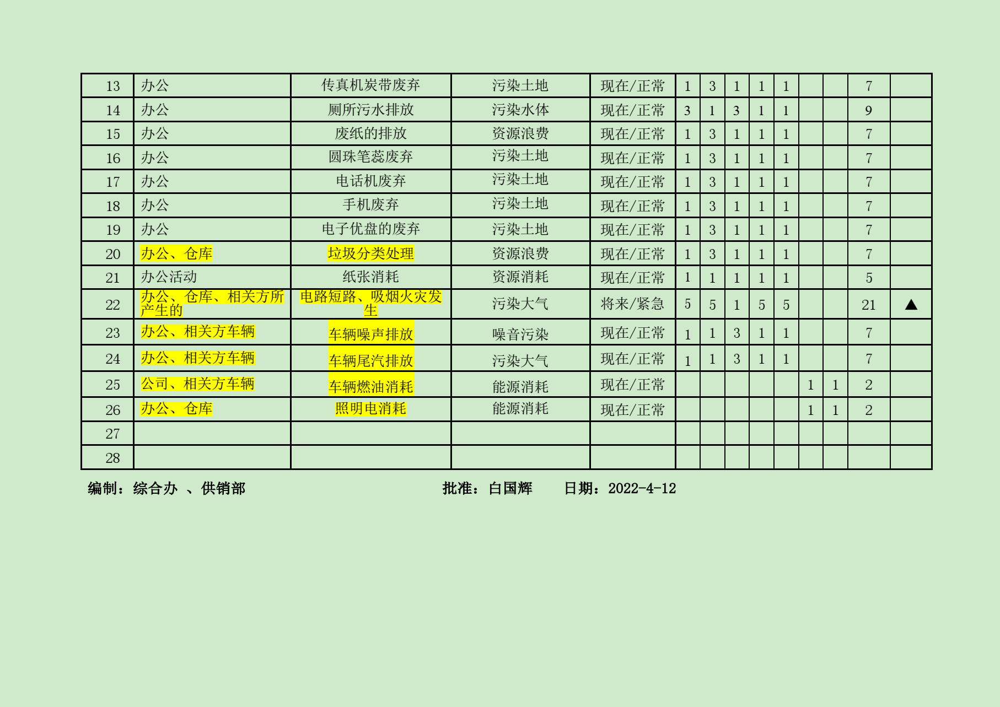 13 办公 传真机炭带废弃 污染土地 现在/正常 1 3 1 1 1 7
14 办公 厕所污水排放 污染水体 现在/正常 3 1 3 1 1 9
15 办公 废纸的排放 资源浪费 现在/正常 1 3 1 1 1 7
16 办公 圆珠笔蕊废弃 污染土地 现在/正常 1 3 1 1 1 7
17 办公 电话机废弃 污染土地 现在/正常 1 3 1 1 1 7
18 办公 手机废弃 污染土地 现在/正常 1 3 1 1 1 7
19 办公 电子优盘的废弃 污染土地 现在/正常 1 3 1 1 1 7
20 办公、仓库 垃圾分类处理 资源浪费 现在/正常 1 3 1 1 1 7
21 办公活动 纸张消耗 资源消耗 现在/正常 1 1 1 1 1 5
22 办公、仓库、相关方所产生的 电路短路、吸烟火灾发生 污染大气 将来/紧急 5 5 1 5 5 21 ▲
23 办公、相关方车辆 车辆噪声排放 噪音污染 现在/正常 1 1 3 1 1 7
24 办公、相关方车辆 车辆尾汽排放 污染大气 现在/正常 1 1 3 1 1 7
25 公司、相关方车辆 车辆燃油消耗 能源消耗 现在/正常 1 1 2
26 办公、仓库 照明电消耗 能源消耗 现在/正常 1 1 2
27
28
编制：综合办 、供销部 批准：白国辉 日期：2022-4-12